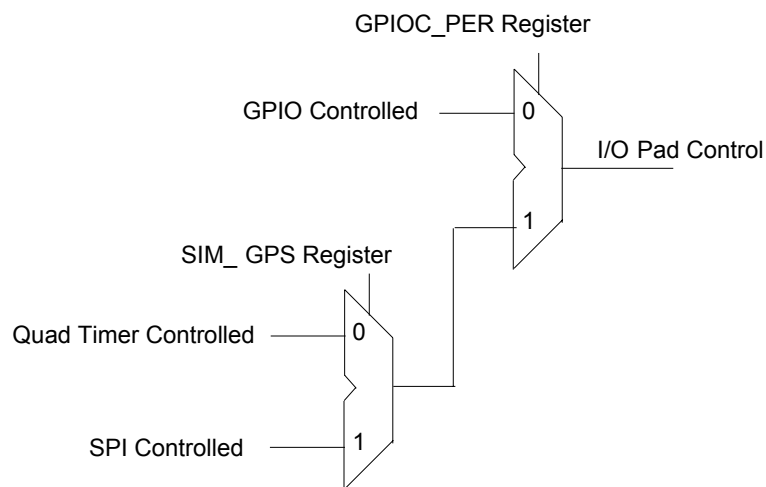 GPIOC_PER Register
GPIO Controlled
0
I/O Pad Control
1
SIM_ GPS Register
Quad Timer Controlled
0
SPI Controlled
1